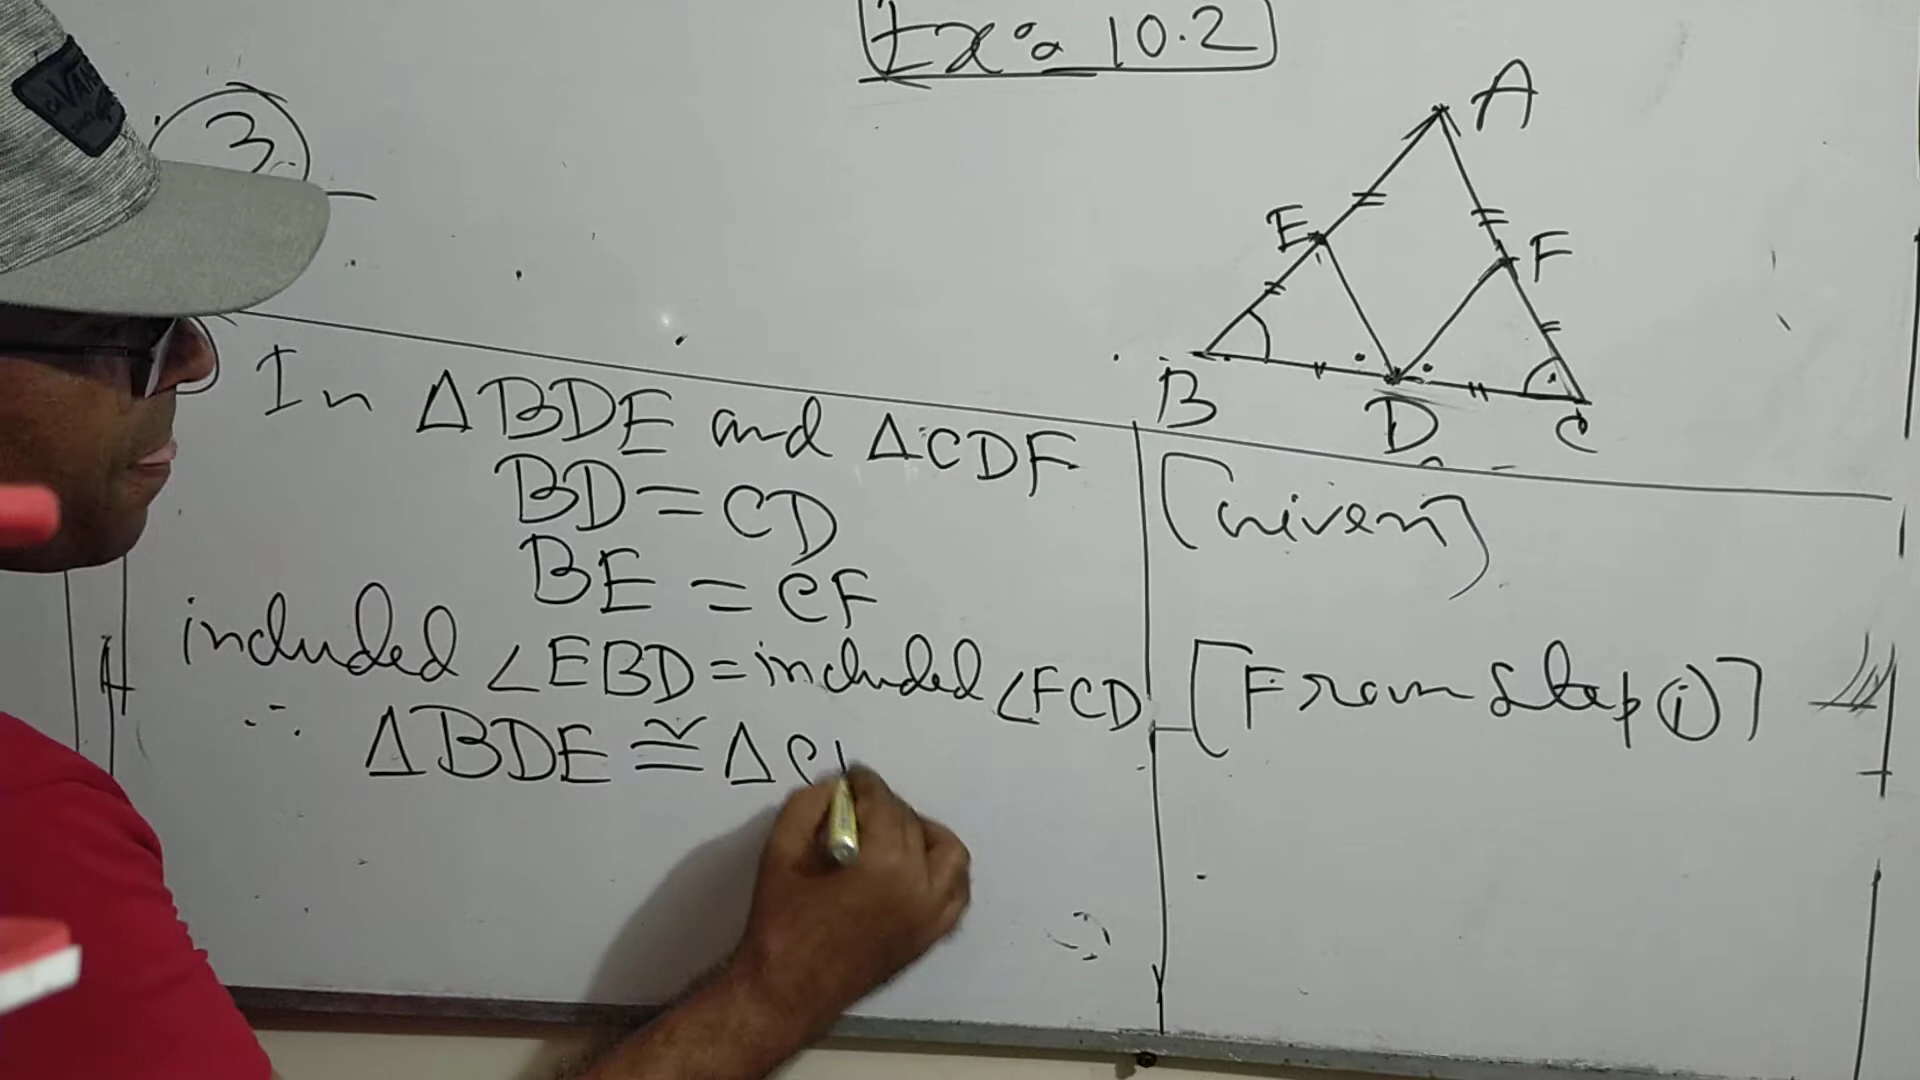 Ex: 10.2
3.
A
E
F
B
D
C
In ΔBDE and ΔCDF
BD = CD
[Given]
BE = CF
included ∠EBD = included ∠FCD
[From Step (i)]
∴ ΔBDE ≅ ΔC